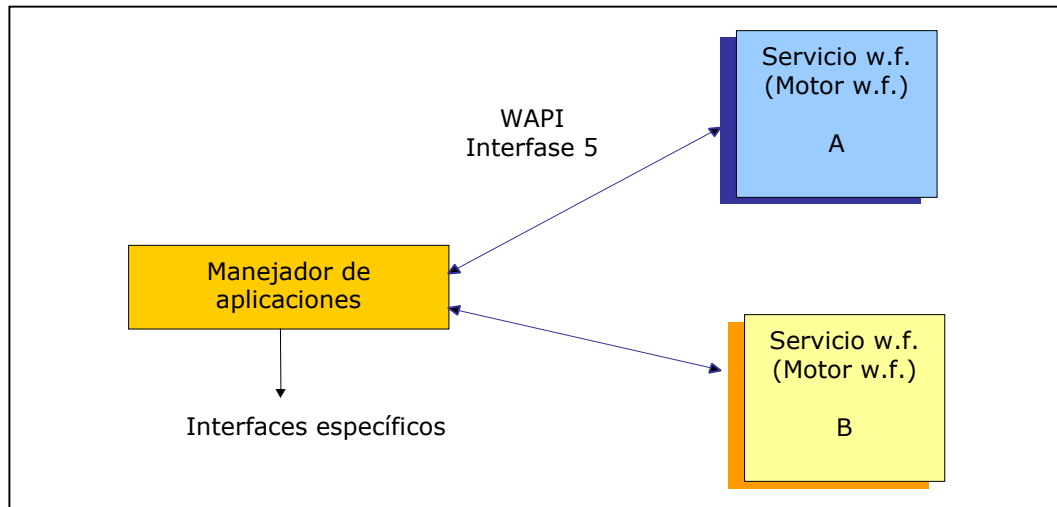 Servicio w.f.
(Motor w.f.)
A
WAPI
Interfase 5
Manejador de
aplicaciones
Servicio w.f.
(Motor w.f.)
B
Interfaces específicos